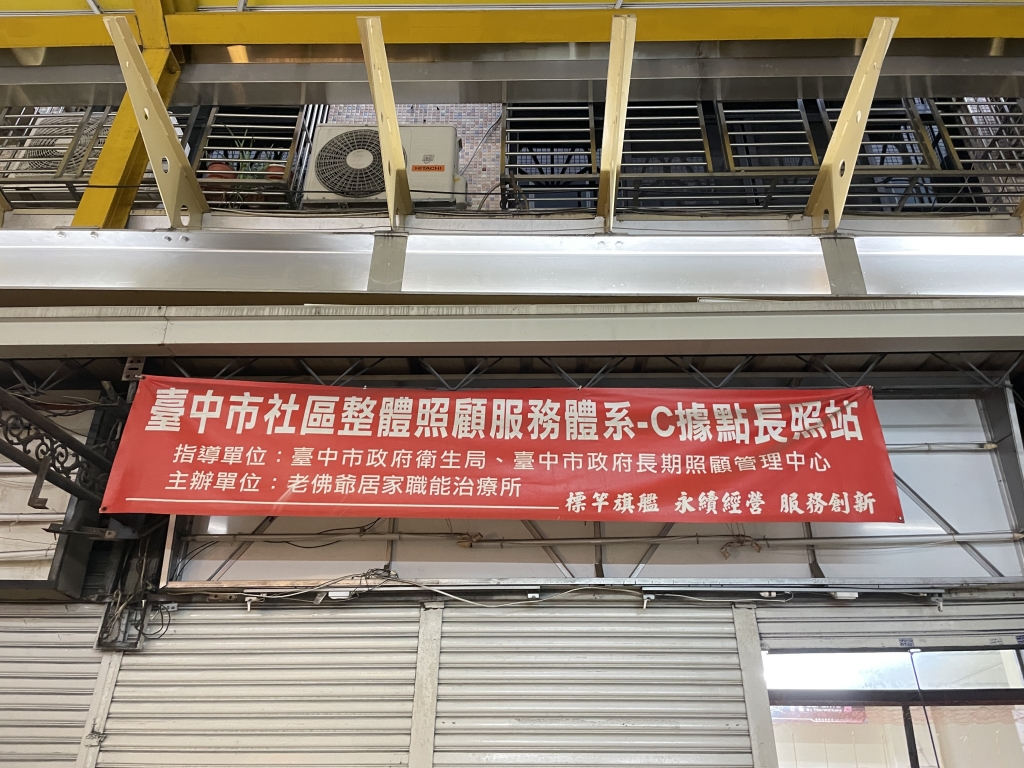 HITACHI
臺中市社區整體照顧服務體系-C據點長照站
指導單位：臺中市政府衛生局、臺中市政府長期照顧管理中心
主辦單位：老佛爺居家職能治療所
標竿旗艦 永續經營 服務創新